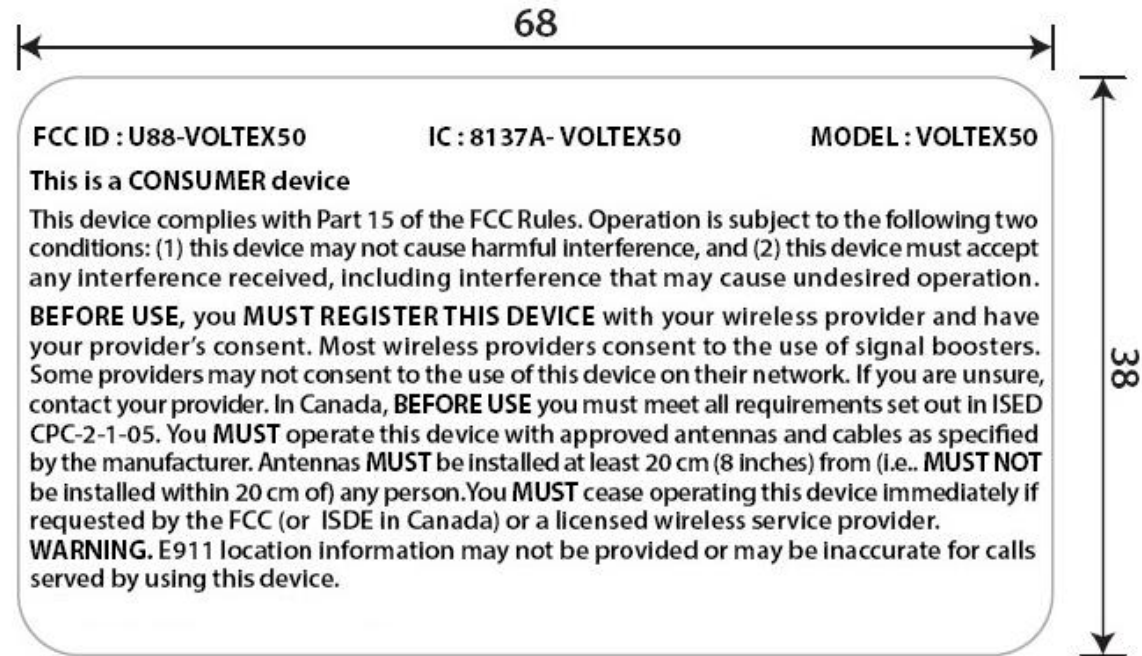 68
FCC ID : U88-VOLTEX50 IC : 8137A- VOLTEX50 MODEL : VOLTEX50
This is a CONSUMER device
This device complies with Part 15 of the FCC Rules. Operation is subject to the following two
conditions: (1) this device may not cause harmful interference, and (2) this device must accept
any interference received, including interference that may cause undesired operation.
BEFORE USE, you MUST REGISTER THIS DEVICE with your wireless provider and have
your provider's consent. Most wireless providers consent to the use of signal boosters.
Some providers may not consent to the use of this device on their network. If you are unsure,
contact your provider. In Canada, BEFORE USE you must meet all requirements set out in ISED
CPC-2-1-05. You MUST operate this device with approved antennas and cables as specified
by the manufacturer. Antennas MUST be installed at least 20 cm (8 inches) from (i.e.. MUST NOT
be installed within 20 cm of) any person.You MUST cease operating this device immediately if
requested by the FCC (or ISDE in Canada) or a licensed wireless service provider.
WARNING. E911 location information may not be provided or may be inaccurate for calls
served by using this device.
38